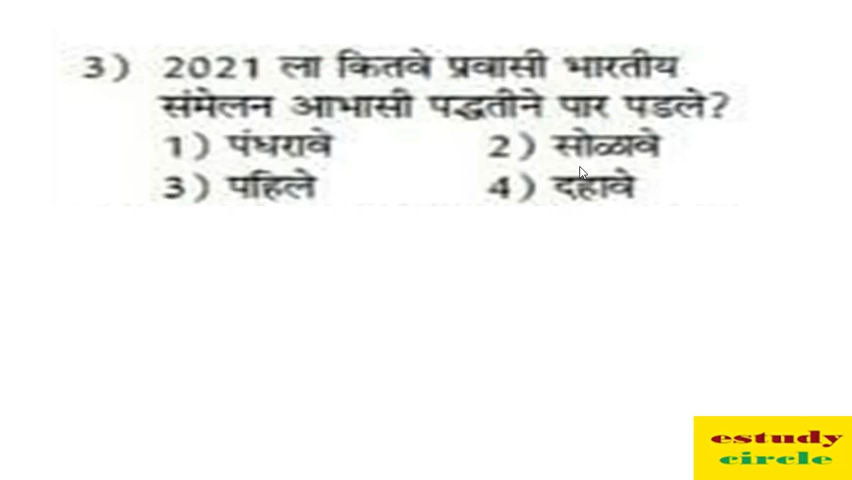 3) 2021 ला कितवे प्रवासी भारतीय
संमेलन आभासी पद्धतीने पार पडले?
1) पंधरावे 2) सोळावे
3) पहिले 4) दहावे
estudy
circle